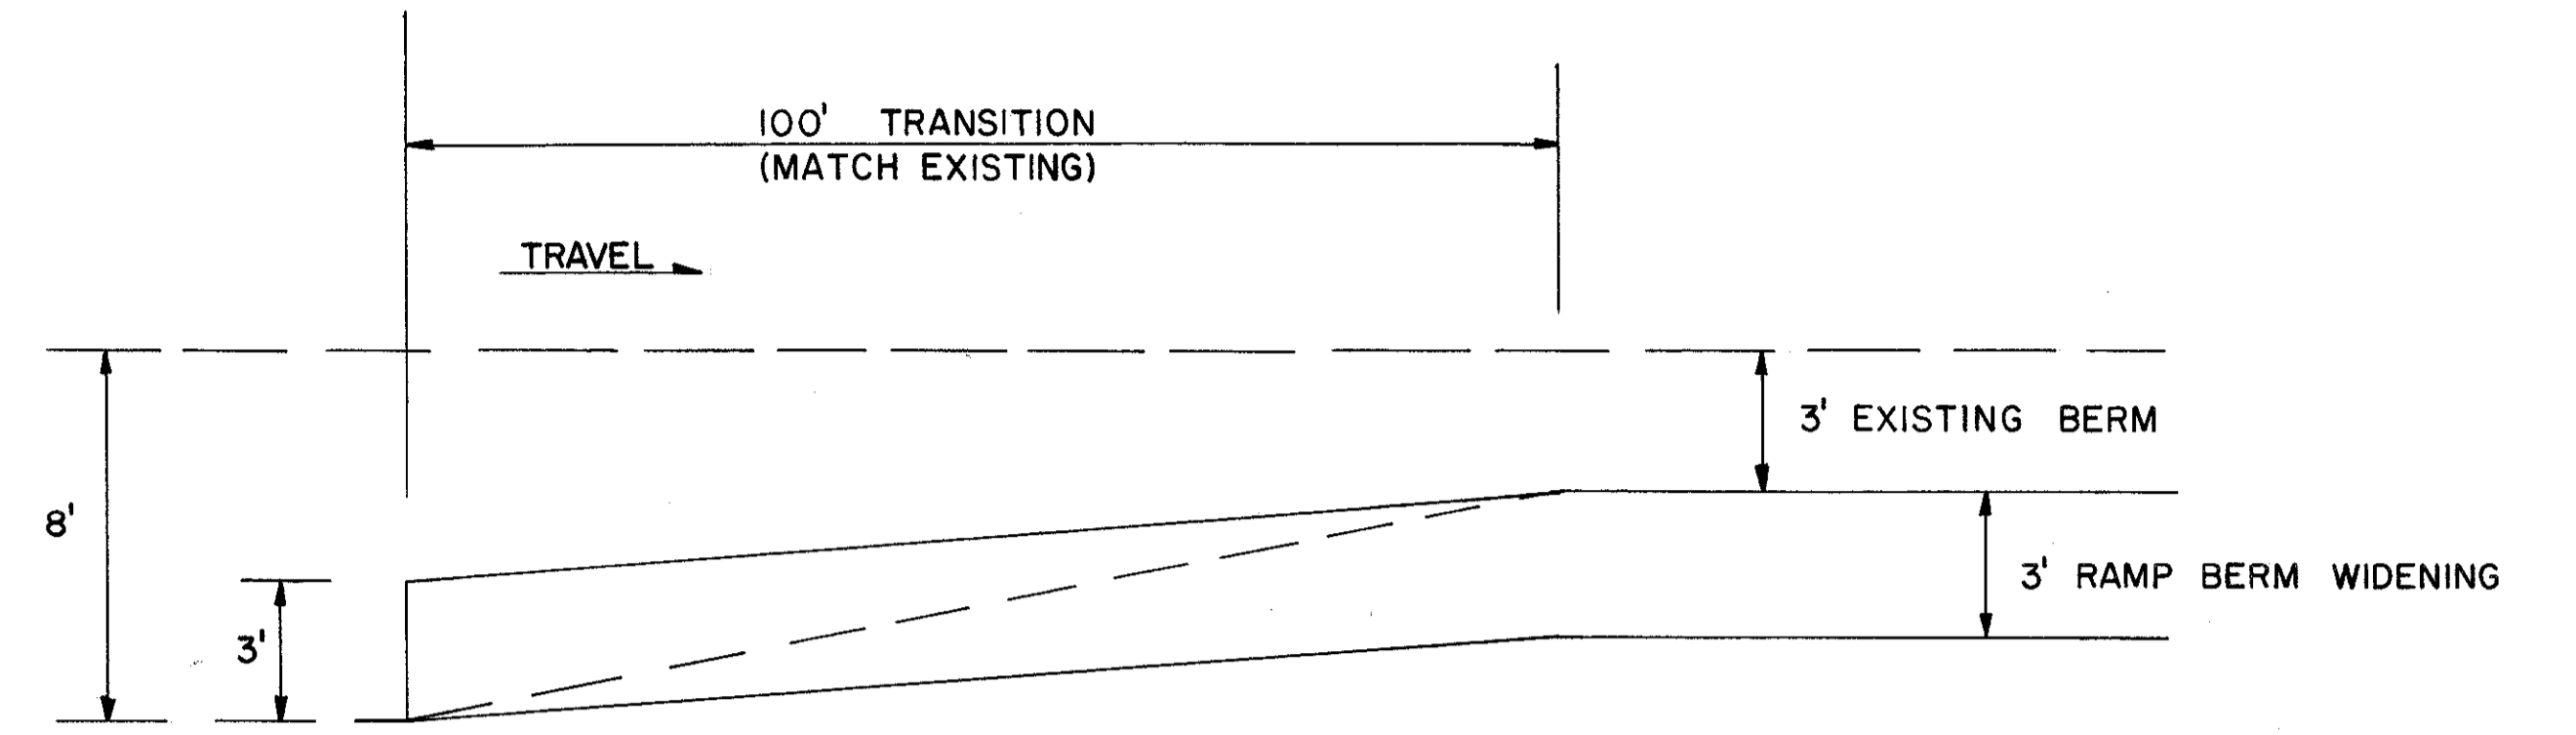 100' TRANSITION
(MATCH EXISTING)
TRAVEL
3' EXISTING BERM
8'
3' RAMP BERM WIDENING
3'